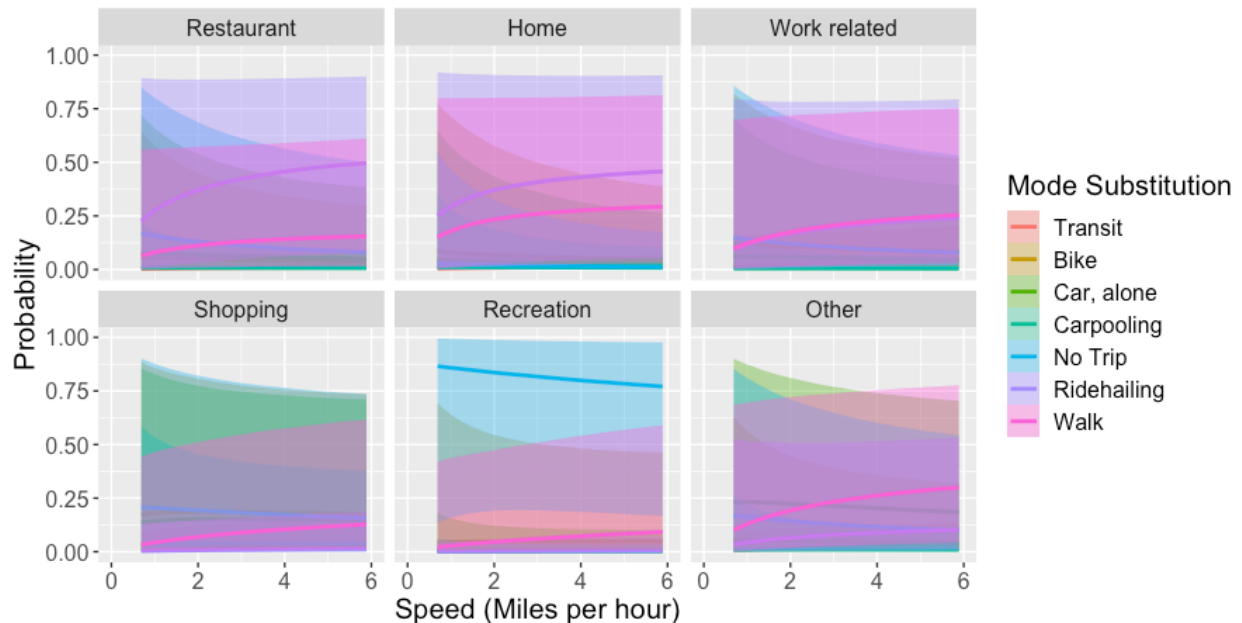 Restaurant Home Work related
1.00
0.75
0.50
0.25
0.00
Shopping Recreation Other
1.00
0.75
0.50
0.25
0.00
0 2 4 6 0 2 4 6 0 2 4 6
Speed (Miles per hour)
Probability
Mode Substitution
Transit
Bike
Car, alone
Carpooling
No Trip
Ridehailing
Walk